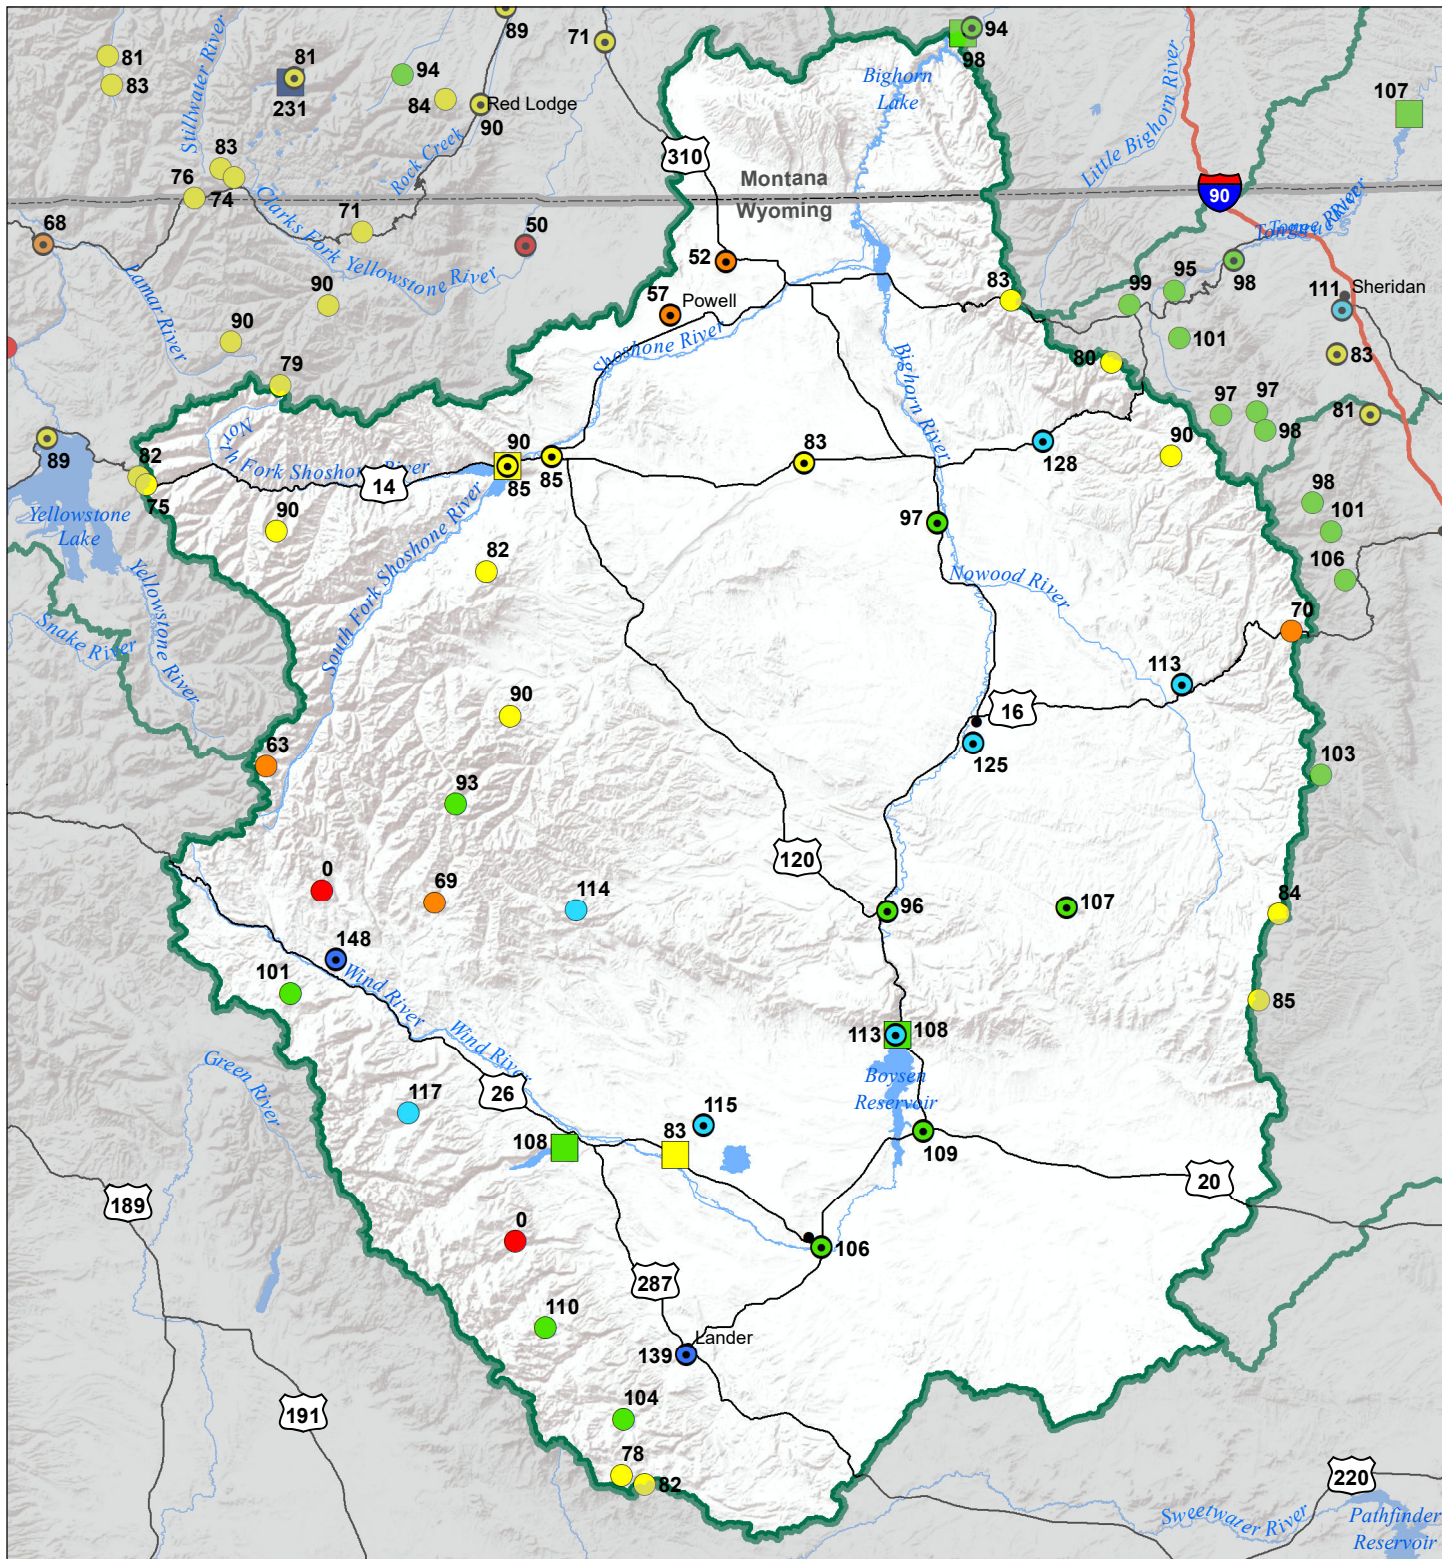 89
94
98
71
81
83
81
231
94
84
Red Lodge
90
Stillwater River
Bighorn
Lake
Little Bighorn River
107
83
76
74
Rock Creek
310
Montana
Wyoming
90
71
68
Clarks Fork Yellowstone River
50
52
Tongue River
Tongue River
98
Lamar River
90
57
Powell
83
99
95
111
Sheridan
90
Shoshone River
Bighorn River
101
83
79
80
97
97
98
81
89
82
75
North Fork Shoshone River
14
90
85
85
83
128
90
Yellowstone
Lake
90
South Fork Shoshone River
82
97
98
101
106
Nowood River
Yellowstone River
Snake River
70
113
90
16
125
63
93
103
120
0
69
114
96
107
84
148
Wind River
101
85
113
108
Wind River
Green River
26
Boysen
Reservoir
117
115
108
83
109
189
20
0
106
287
110
Lander
139
191
104
78
82
220
Sweetwater River
Pathfinder
Reservoir